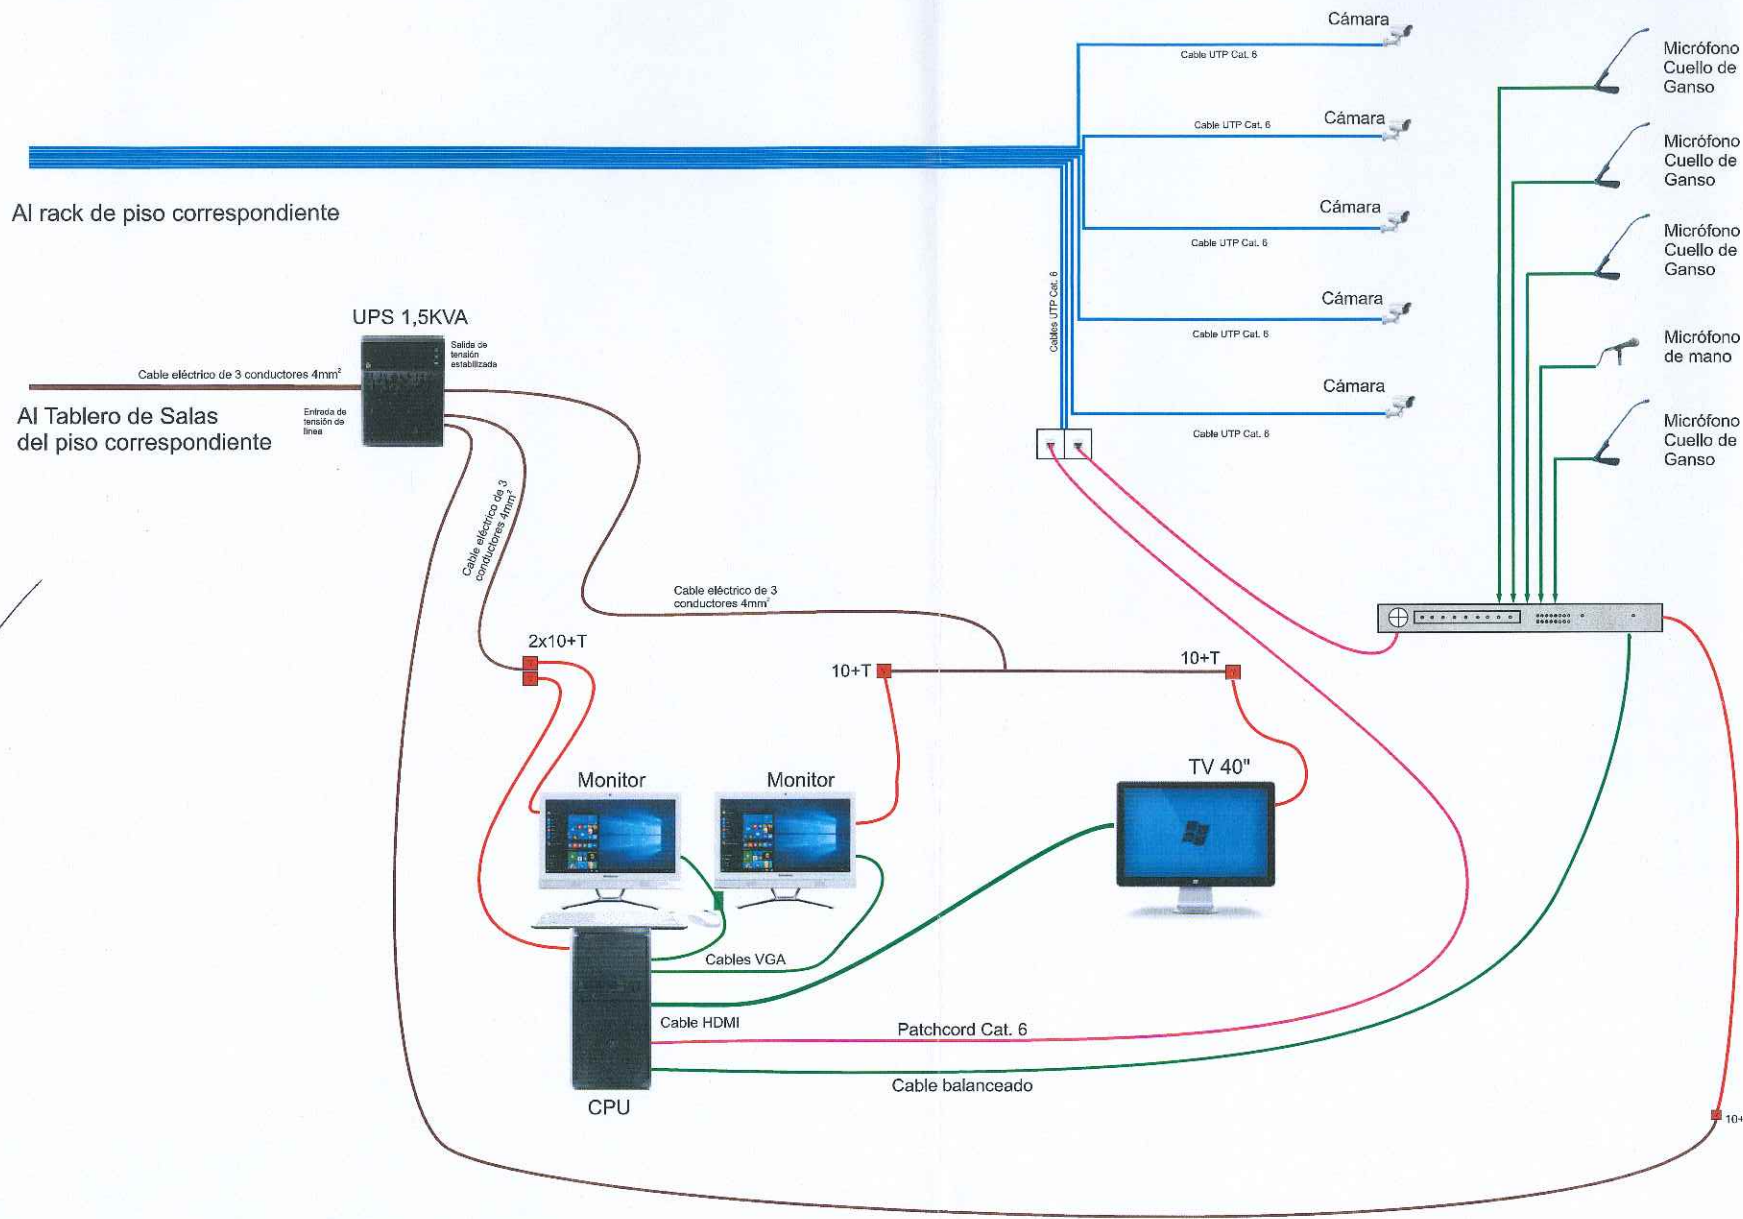 Cámara
Cable UTP Cat. 6
Micrófono
Cuello de
Ganso
Cámara
Cable UTP Cat. 6
Micrófono
Cuello de
Ganso
Al rack de piso correspondiente
Cámara
Cable UTP Cat. 6
Micrófono
Cuello de
Ganso
Cables UTP Cat. 6
Cámara
Cable UTP Cat. 6
Micrófono
de mano
UPS 1,5KVA
Salida de
tensión
estabilizada
Cable eléctrico de 3 conductores 4mm²
Entrada de
tensión de
línea
Al Tablero de Salas
del piso correspondiente
Cámara
Cable UTP Cat. 6
Micrófono
Cuello de
Ganso
Cable eléctrico de 3
conductores 4mm²
Cable eléctrico de 3
conductores 4mm²
2x10+T
10+T
10+T
Monitor
Monitor
TV 40"
Cables VGA
Cable HDMI
Patchcord Cat. 6
Cable balanceado
CPU
10+